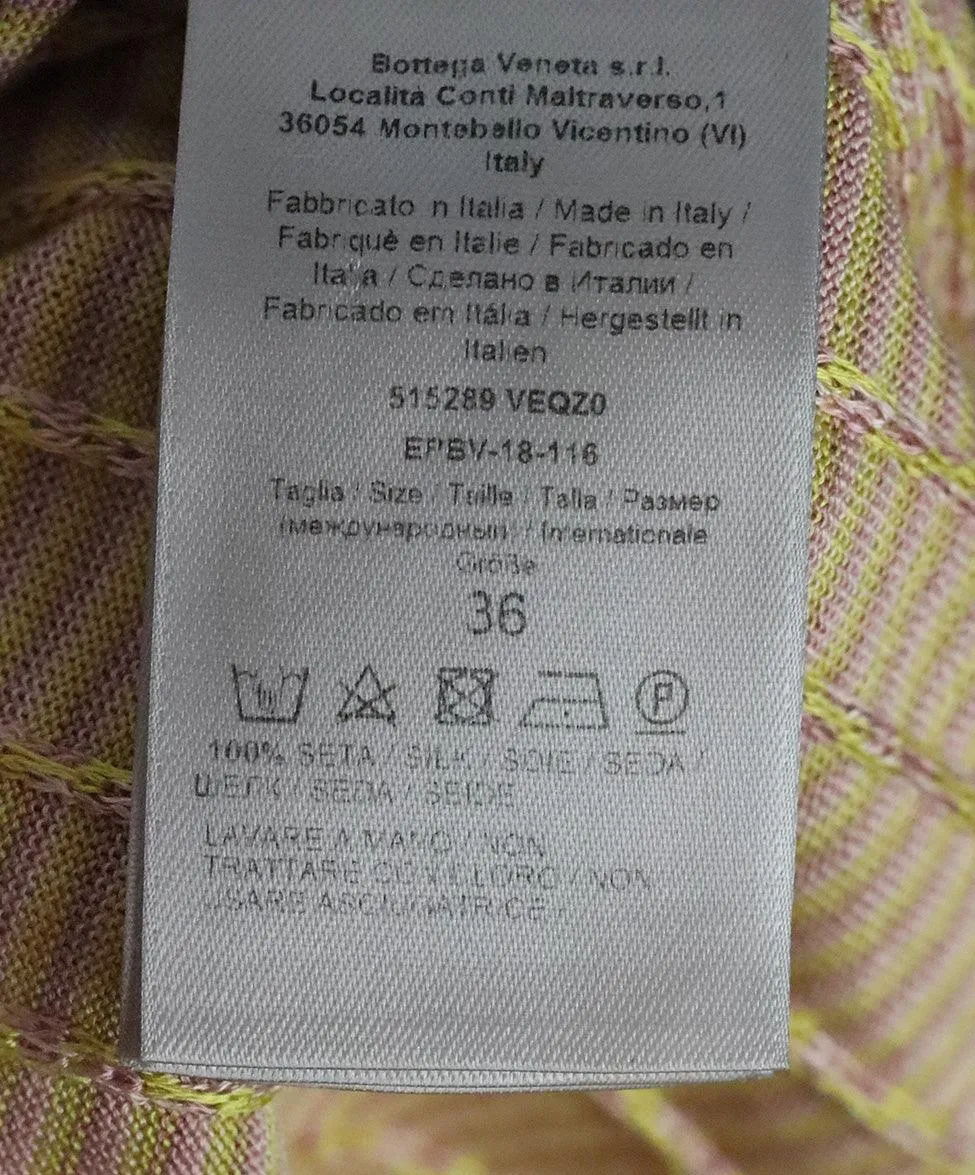 Bottega Veneta s.r.l.
Località Conti Maltraverso,1
36054 Montebello Vicentino (VI)
Italy
Fabbricato in Italia / Made in Italy /
Fabriqué en Italie / Fabricado en
Italia / Сделано в Италии /
Fabricado em Itália / Hergestellt in
Italien
515289 VEQZ0
EPBV-18-116
Taglia / Size / Taille / Talla / Размер
(международный) / Internationale
Größe
36
P
100% SETA / SILK / SOIE / SEDA /
ШЕЛК / SEDA / SEIDE
LAVARE A MANO / NON
TRATTARE CON CLORO / NON
USARE ASCIUGATRICE /